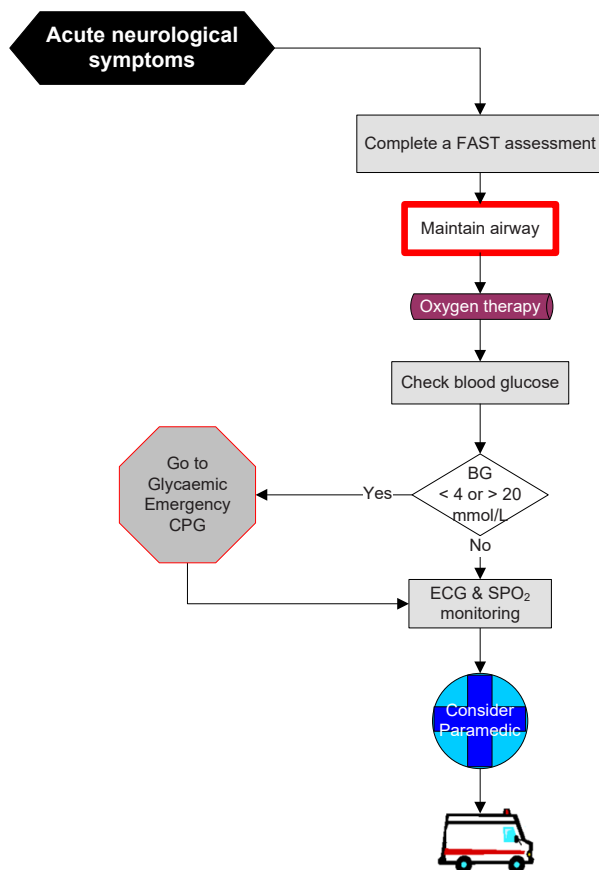 Acute neurological
symptoms
Complete a FAST assessment
Maintain airway
Oxygen therapy
Check blood glucose
BG
< 4 or > 20
mmol/L
Yes
Go to
Glycaemic
Emergency
CPG
No
ECG & SPO₂
monitoring
Consider
Paramedic